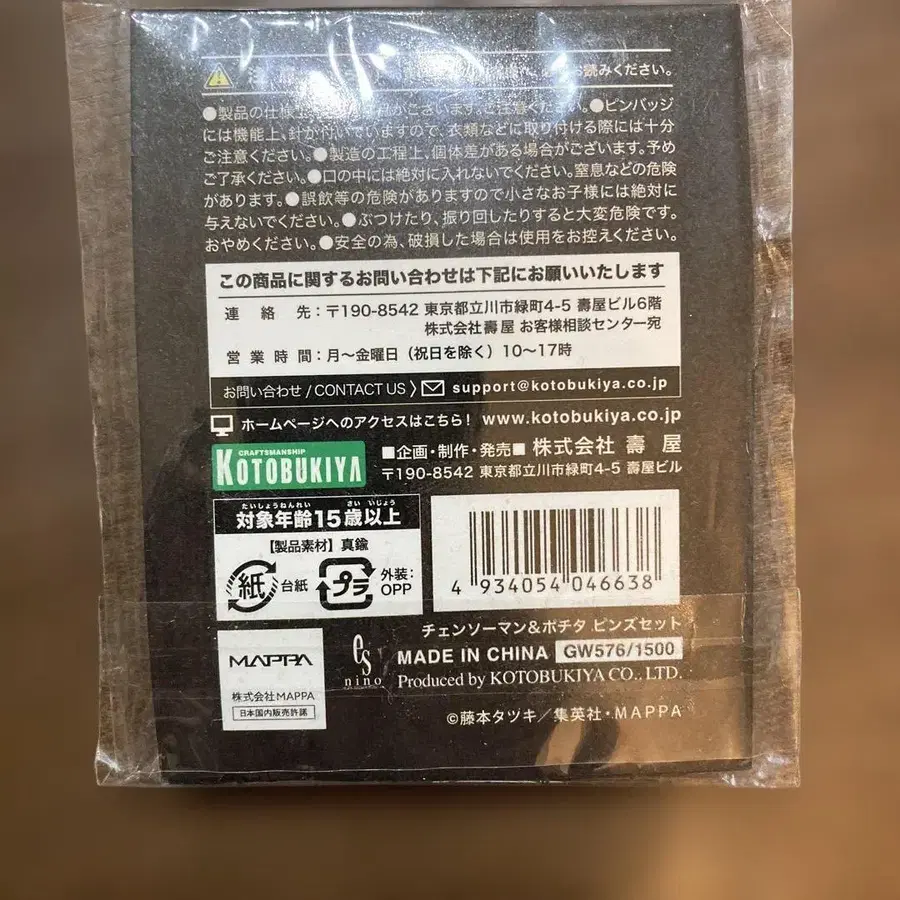 お読みください。
●製品の仕様上、
ございます。ご注意ください。●ピンバッジ
には機能上、針が付いていますので、衣類などに取り付ける際には十分
ご注意ください。●製造の工程上、個体差がある場合がございます。予め
ご了承ください。●口の中には絶対に入れないでください。窒息などの危険
があります。●誤飲等の危険がありますので小さなお子様には絶対に
与えないでください。●ぶつけたり、振り回したりすると大変危険です。
おやめください。●安全の為、破損した場合は使用をお控えください。
この商品に関するお問い合わせは下記にお願いいたします
連絡先：〒190-8542 東京都立川市緑町4-5 壽屋ビル6階
株式会社壽屋 お客様相談センター宛
営業時間：月～金曜日（祝日を除く）10～17時
お問い合わせ/CONTACT US support@kotobukiya.co.jp
ホームページへのアクセスはこちら! www.kotobukiya.co.jp
CRAFTSMANSHIP
KOTOBUKIYA
■企画・制作・発売■ 株式会社 壽屋
〒190-8542 東京都立川市緑町4-5 壽屋ビル
たいしょうねんれい さい いじょう
対象年齢15歳以上
【製品素材】真鍮
紙 台紙 プラ 外装：
OPP
4 934054 046638
チェンソーマン&ポチタ ピンズセット
MADE IN CHINA GW576/1500
Produced by KOTOBUKIYA CO., LTD.
MAPPA
株式会社MAPPA
日本国内販売許諾
es
nino
©藤本タツキ／集英社・MAPPA